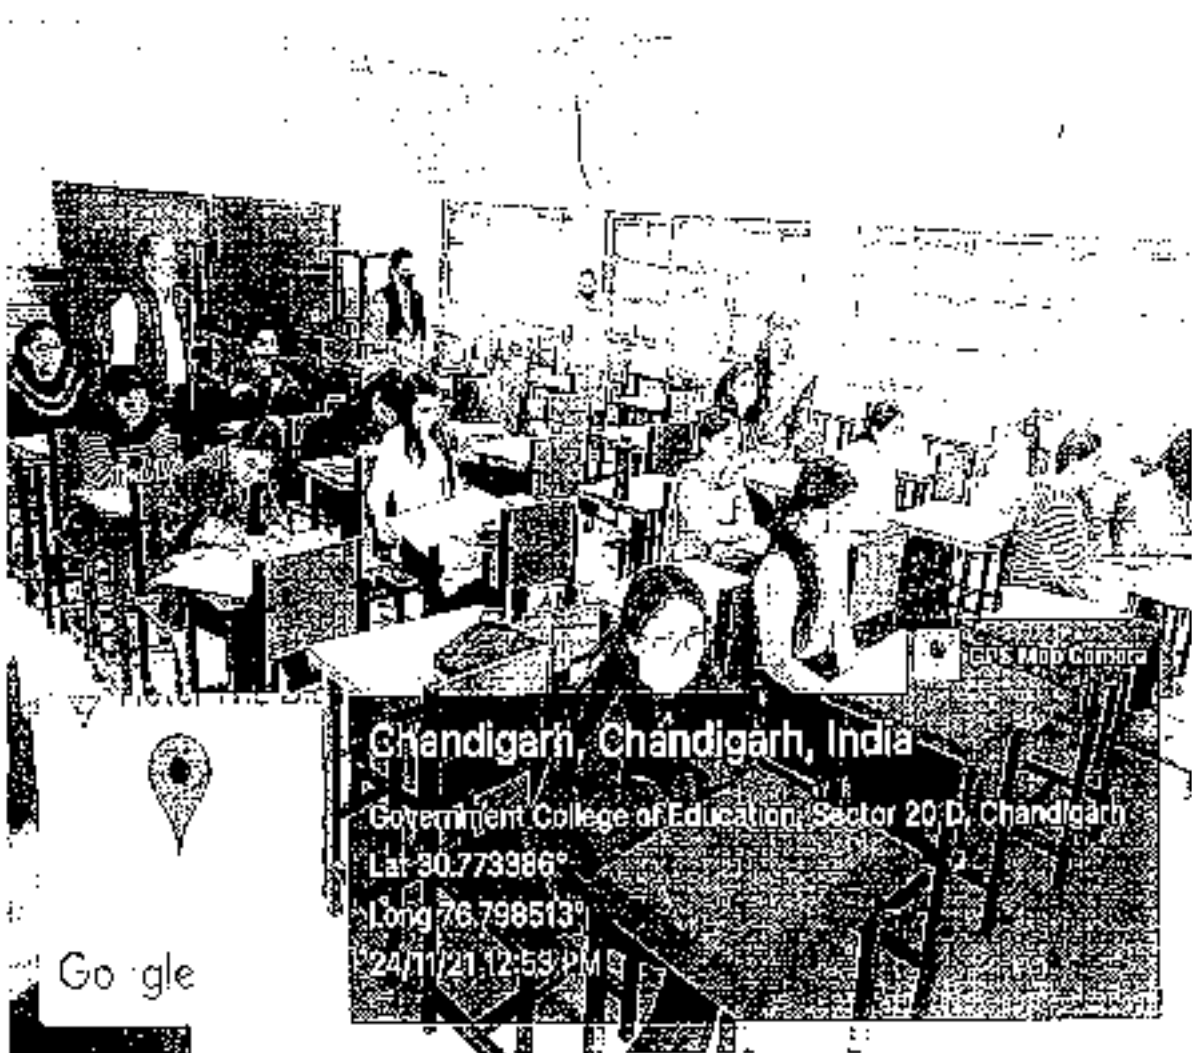 GPS Map Camera
Chandigarh, Chandigarh, India
Government College of Education, Sector 20 D, Chandigarh
Lat 30.773386°
Long 76.798513°
24/11/21 12:53 PM
Google